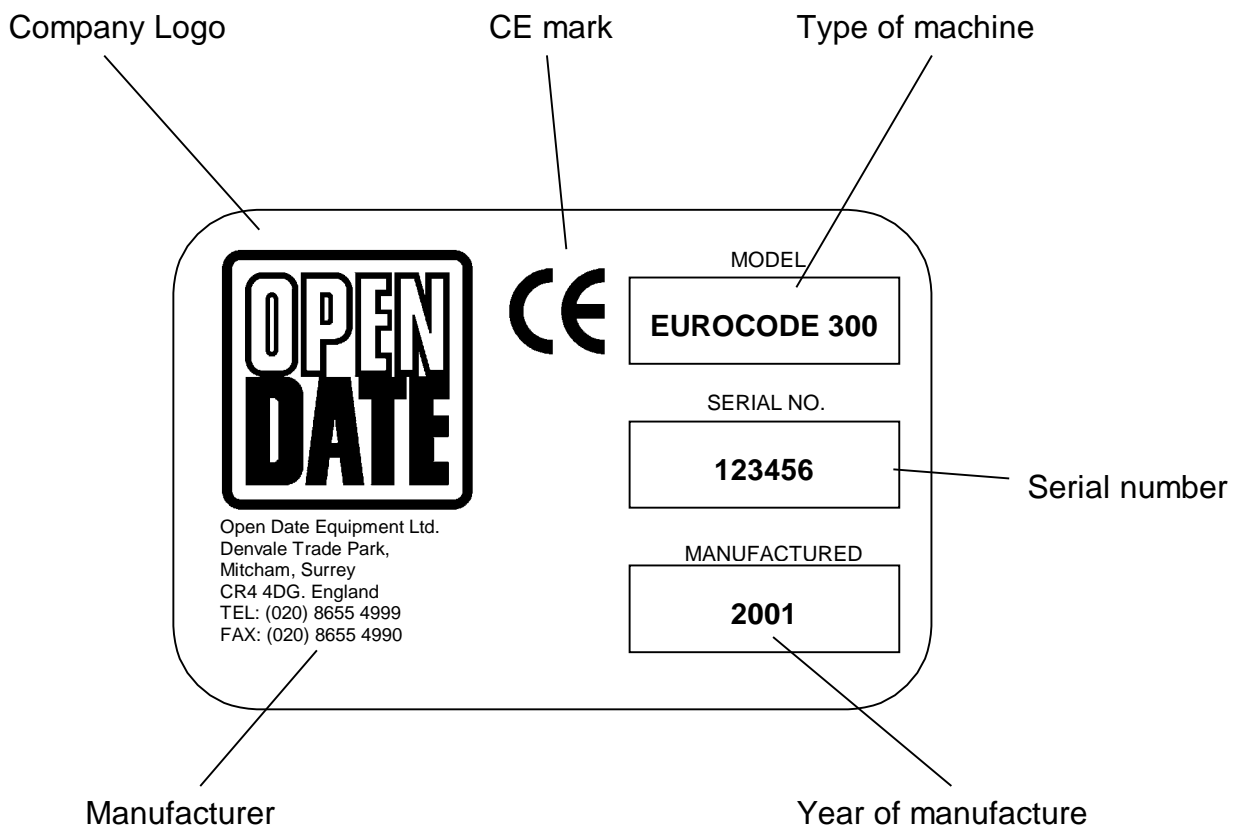 Company Logo
CE mark
Type of machine
OPEN
DATE
CE
MODEL
EUROCODE 300
SERIAL NO.
123456
Serial number
Open Date Equipment Ltd.
Denvale Trade Park,
Mitcham, Surrey
CR4 4DG. England
TEL: (020) 8655 4999
FAX: (020) 8655 4990
MANUFACTURED
2001
Manufacturer
Year of manufacture